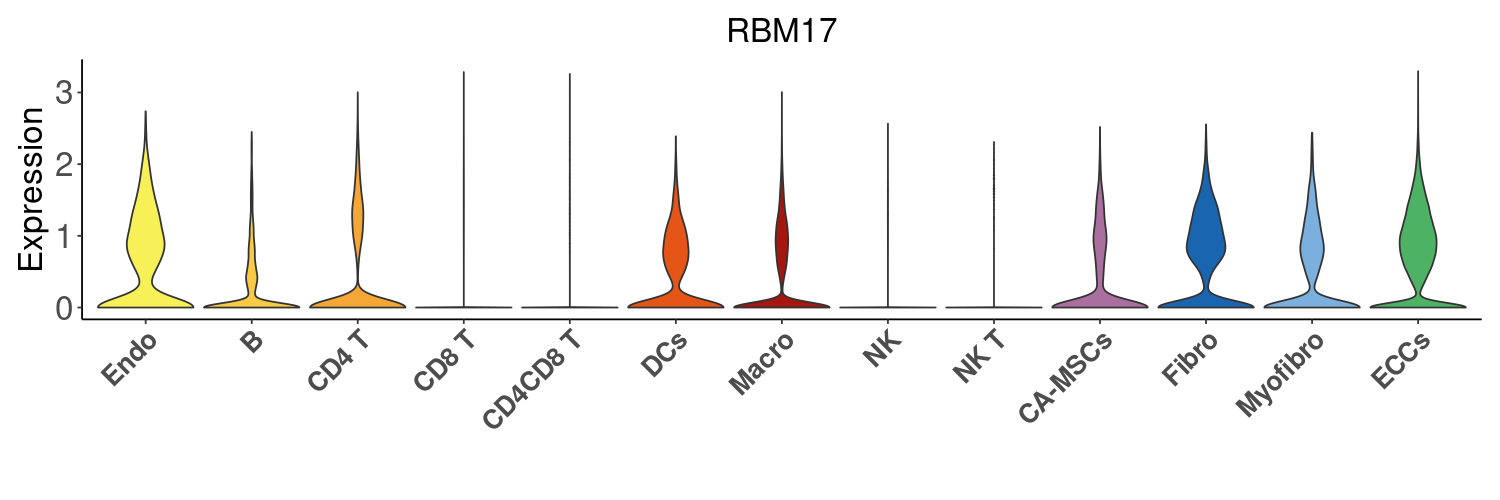 RBM17
Expression
3
2
1
0
Endo
B
CD4 T
CD8 T
CD4CD8 T
DCs
Macro
NK
NK T
CA-MSCs
Fibro
Myofibro
ECCs